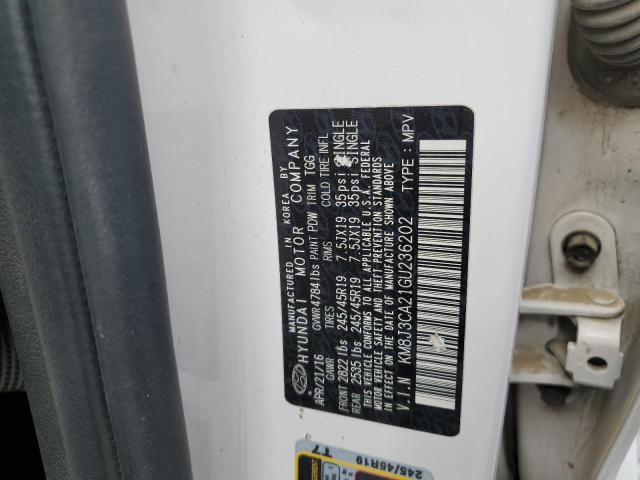 MANUFACTURED IN KOREA BY
HYUNDAI MOTOR COMPANY
APR/21/16 GVWR 4784 lbs PAINT PDW TRIM TGG
GAWR TIRES RIMS COLD TIRE INFL
FRONT 2822 lbs 245/45R19 7.5JX19 35psi SINGLE
REAR 2535 lbs 245/45R19 7.5JX19 35psi SINGLE
THIS VEHICLE CONFORMS TO ALL APPLICABLE U.S.A. FEDERAL
MOTOR VEHICLE SAFETY AND THEFT PREVENTION STANDARDS
IN EFFECT ON THE DATE OF MANUFACTURE SHOWN ABOVE
V.I.N KM8J3CA21GU236202 TYPE : MPV
T7
245/45R19